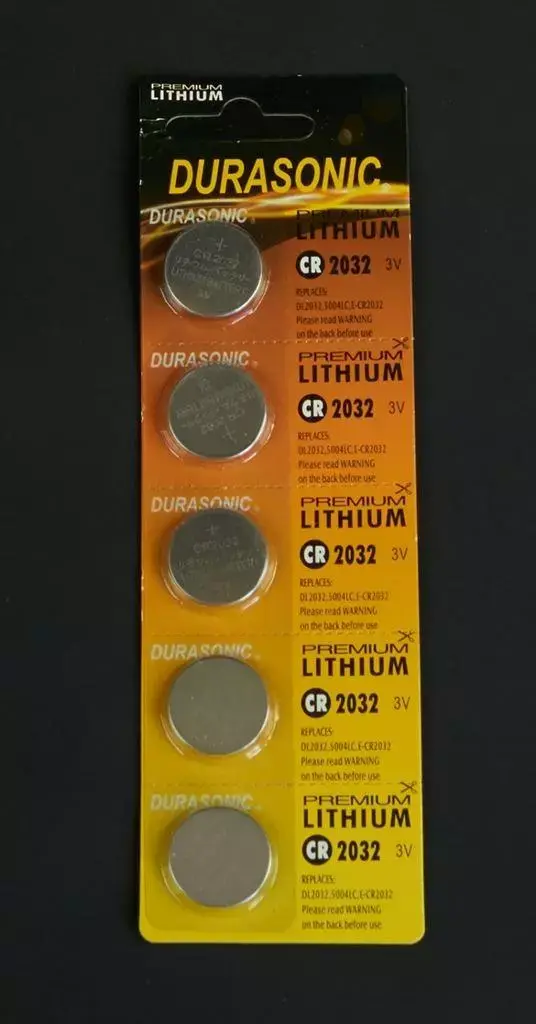 PREMIUM
LITHIUM
DURASONIC
DURASONIC
PREMIUM
LITHIUM
CR 2032 3V
REPLACES:
DL2032,5004LC,E-CR2032
Please read WARNING
on the back before use
CR2032
DURASONIC
PREMIUM
LITHIUM
CR 2032 3V
REPLACES:
DL2032,5004LC,E-CR2032
Please read WARNING
on the back before use
DURASONIC
PREMIUM
LITHIUM
CR 2032 3V
REPLACES:
DL2032,5004LC,E-CR2032
Please read WARNING
on the back before use
CR2032
DURASONIC
PREMIUM
LITHIUM
CR 2032 3V
REPLACES:
DL2032,5004LC,E-CR2032
Please read WARNING
on the back before use
DURASONIC
PREMIUM
LITHIUM
CR 2032 3V
REPLACES:
DL2032,5004LC,E-CR2032
Please read WARNING
on the back before use